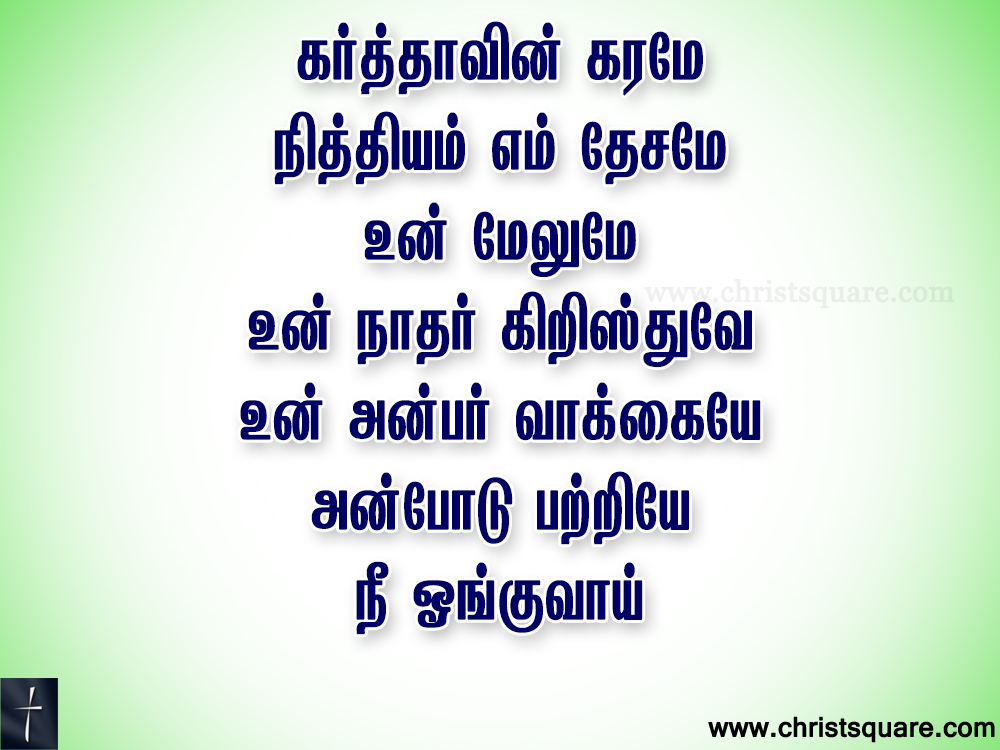 கர்த்தாவின் கரமே
நித்தியம் எம் தேசமே
உன் மேலுமே
www.christsquare.com
உன் நாதர் கிறிஸ்துவே
உன் அன்பர் வாக்கையே
அன்போடு பற்றியே
நீ ஓங்குவாய்
www.christsquare.com